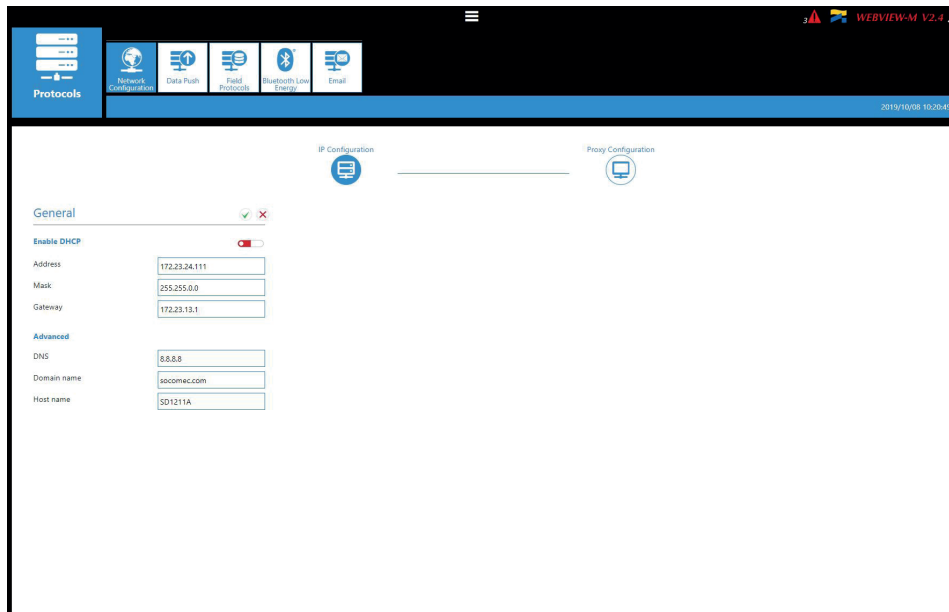 3
WEBVIEW-M V2.4
Protocols
Network Configuration
Data Push
Field Protocols
Bluetooth Low Energy
Email
2019/10/08 10:20:49
IP Configuration
Proxy Configuration
General
Enable DHCP
Address
172.23.24.111
Mask
255.255.0.0
Gateway
172.23.13.1
Advanced
DNS
8.8.8.8
Domain name
socomec.com
Host name
SD1211A